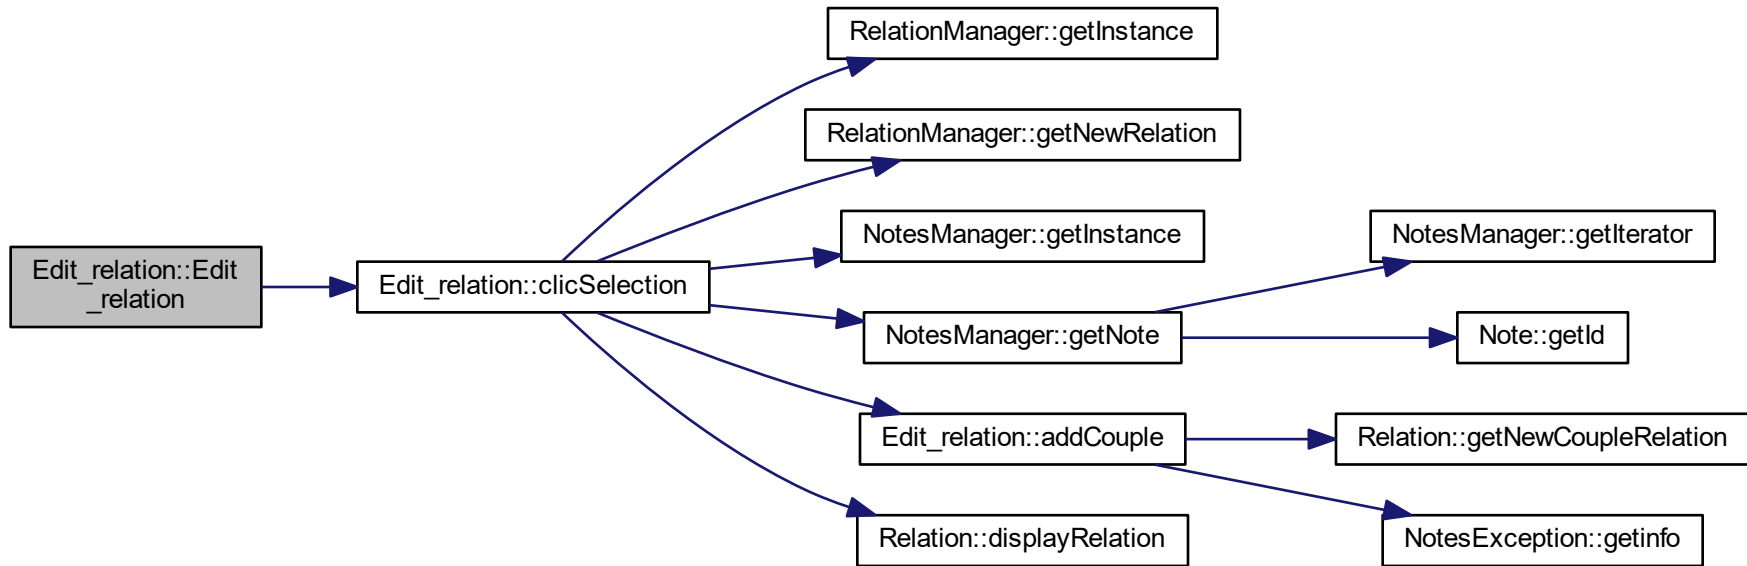 RelationManager::getInstance
RelationManager::getNewRelation
NotesManager::getInstance
NotesManager::getIterator
Edit_relation::Edit
_relation
Edit_relation::clicSelection
NotesManager::getNote
Note::getId
Edit_relation::addCouple
Relation::getNewCoupleRelation
Relation::displayRelation
NotesException::getinfo